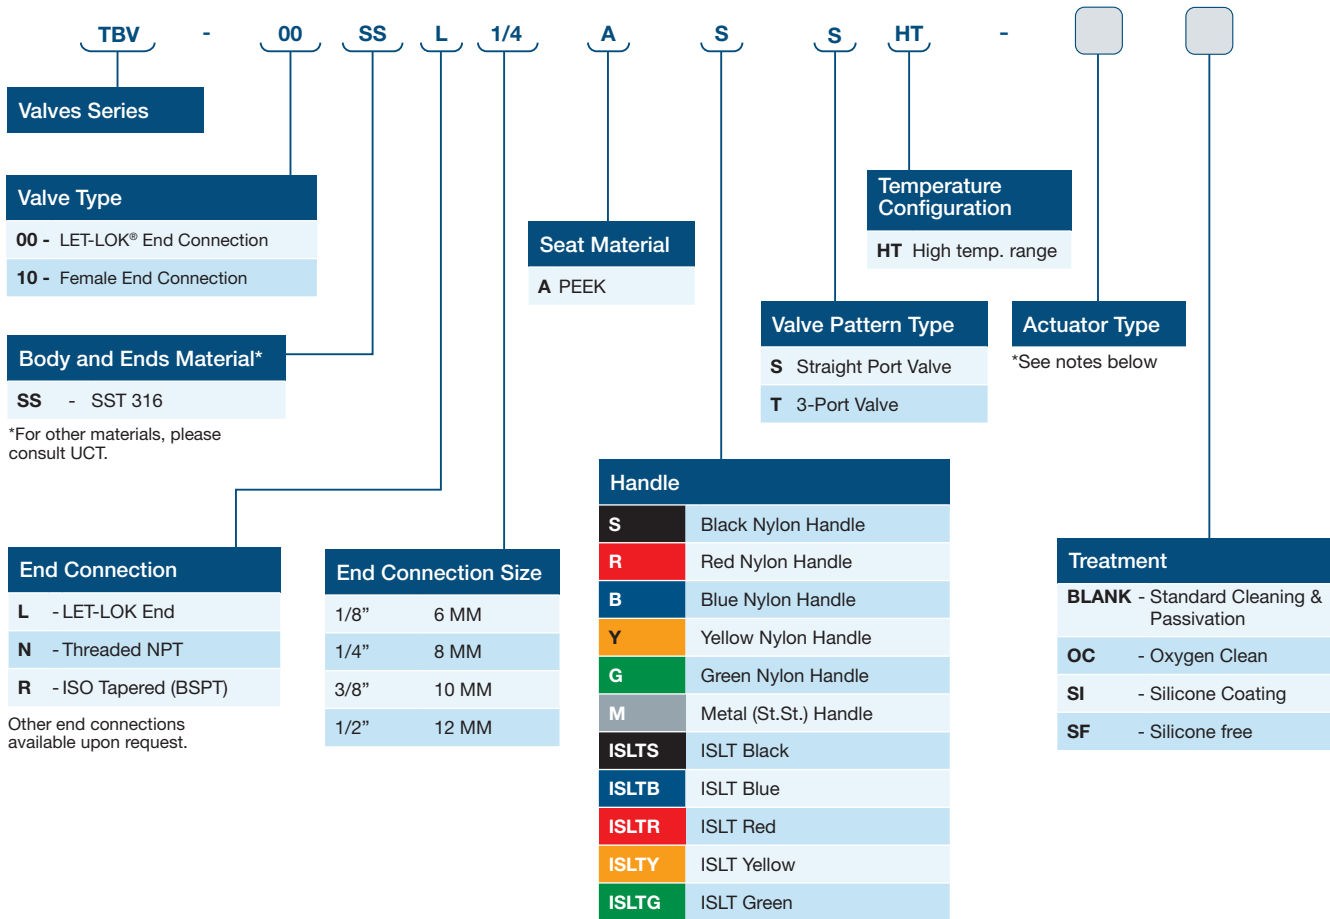 TBV - 00 SS L 1/4 A S S HT -
Valves Series
Valve Type
00 - LET-LOK® End Connection
10 - Female End Connection
Body and Ends Material*
SS - SST 316
*For other materials, please
consult UCT.
End Connection
L - LET-LOK End
N - Threaded NPT
R - ISO Tapered (BSPT)
Other end connections
available upon request.
End Connection Size
1/8” 6 MM
1/4” 8 MM
3/8” 10 MM
1/2” 12 MM
Seat Material
A PEEK
Handle
S Black Nylon Handle
R Red Nylon Handle
B Blue Nylon Handle
Y Yellow Nylon Handle
G Green Nylon Handle
M Metal (St.St.) Handle
ISLTS ISLT Black
ISLTB ISLT Blue
ISLTR ISLT Red
ISLTY ISLT Yellow
ISLTG ISLT Green
Valve Pattern Type
S Straight Port Valve
T 3-Port Valve
Temperature
Configuration
HT High temp. range
Actuator Type
*See notes below
Treatment
BLANK - Standard Cleaning &
Passivation
OC - Oxygen Clean
SI - Silicone Coating
SF - Silicone free